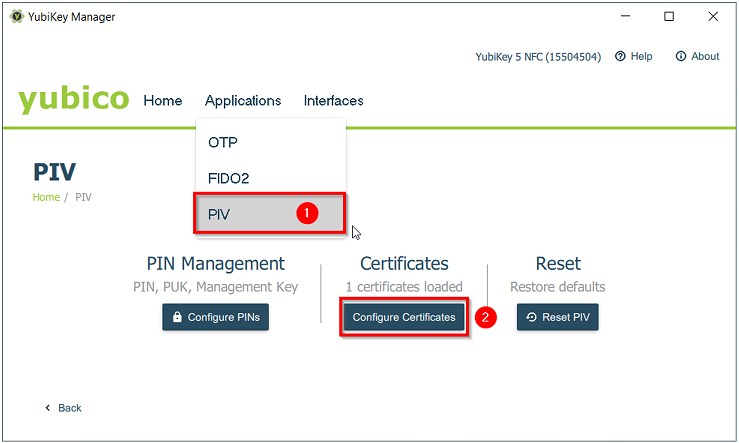 YubiKey Manager
YubiKey 5 NFC (15504504) Help About
yubico Home Applications Interfaces
OTP
FIDO2
PIV 1
PIV
Home / PIV
PIN Management
PIN, PUK, Management Key
Configure PINs
Certificates
1 certificates loaded
Configure Certificates 2
Reset
Restore defaults
Reset PIV
Back